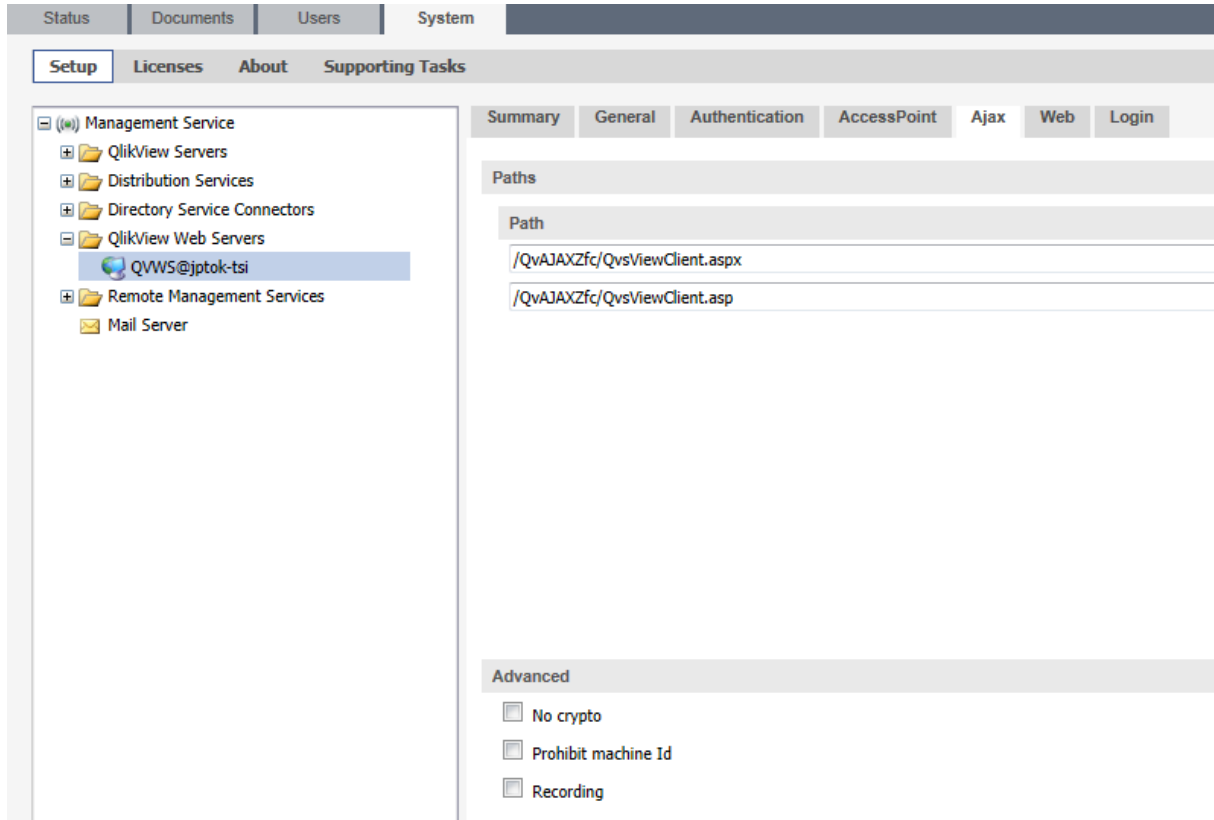 Status Documents Users System
Setup Licenses About Supporting Tasks
Management Service
QlikView Servers
Distribution Services
Directory Service Connectors
QlikView Web Servers
QVWS@jptok-tsi
Remote Management Services
Mail Server
Summary General Authentication AccessPoint Ajax Web Login
Paths
Path
/QvAJAXZfc/QvsViewClient.aspx
/QvAJAXZfc/QvsViewClient.asp
Advanced
No crypto
Prohibit machine Id
Recording